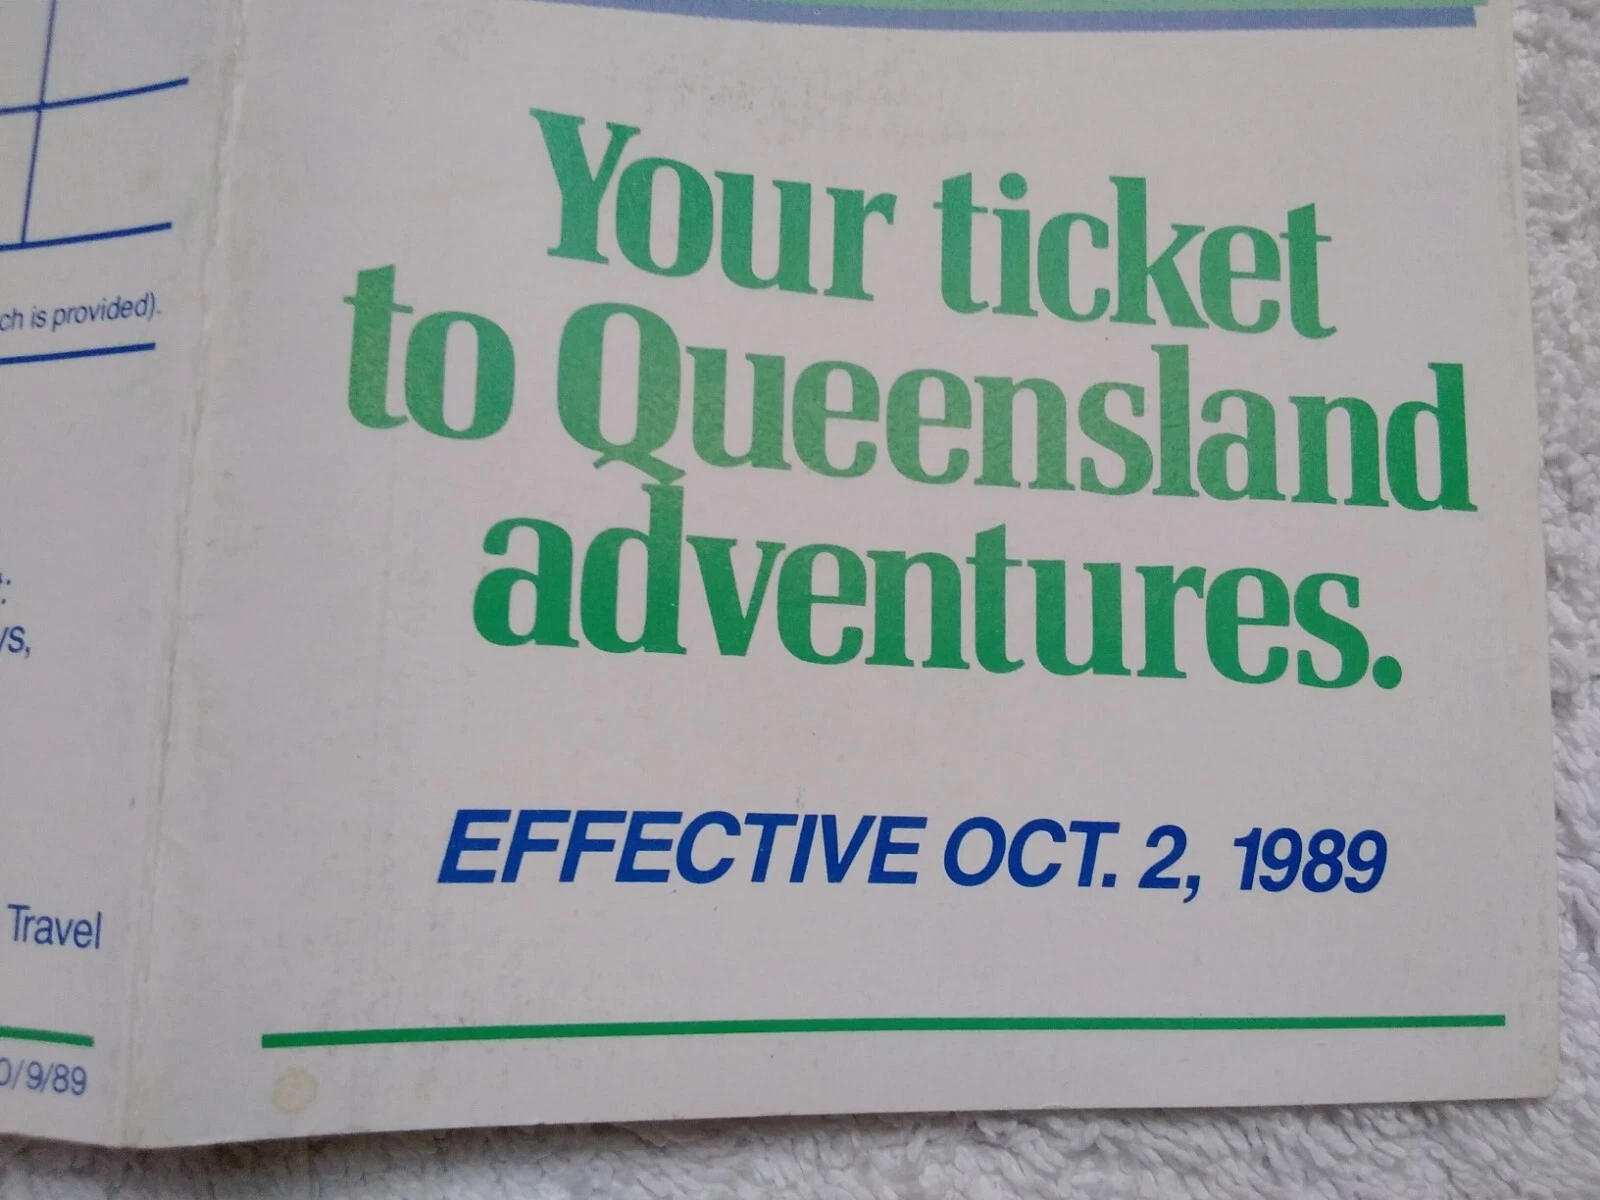 ch is provided).
/s,
Travel
0/9/89
Your ticket
to Queensland
adventures.
EFFECTIVE OCT. 2, 1989